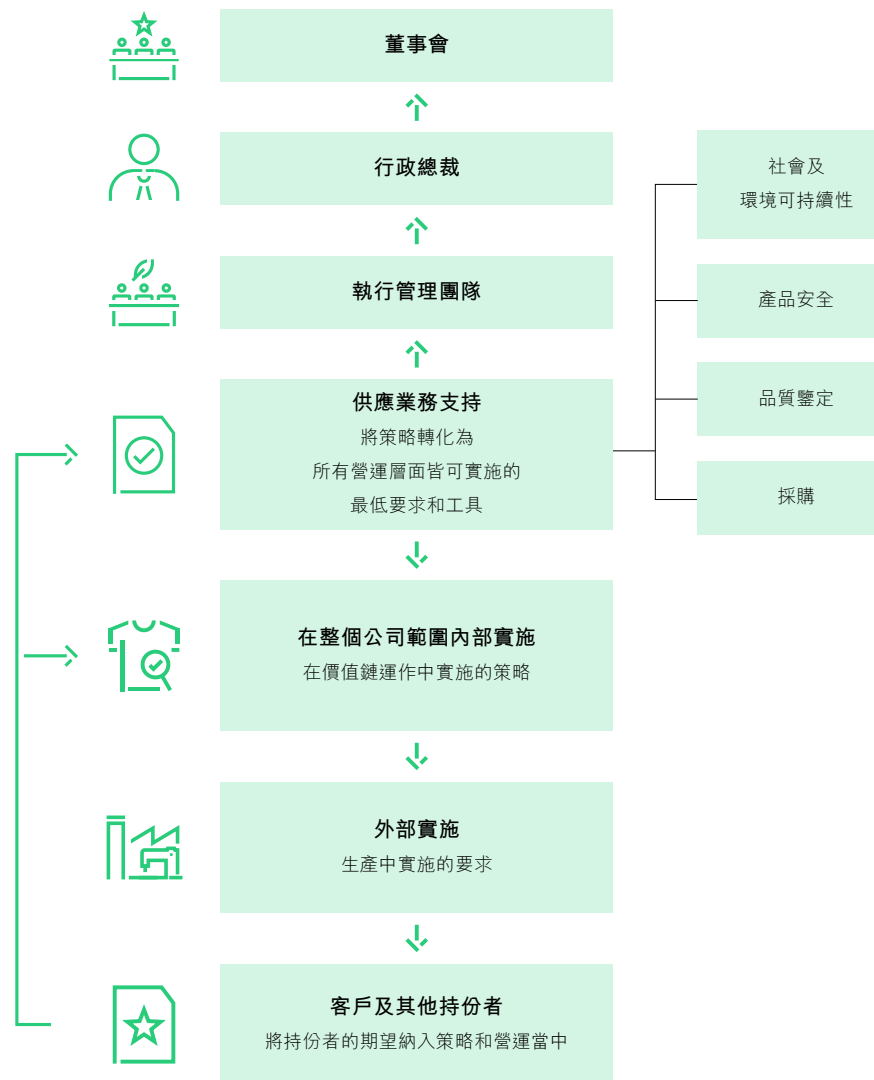 董事會
行政總裁
執行管理團隊
供應業務支持
將策略轉化為
所有營運層面皆可實施的
最低要求和工具
社會及
環境可持續性
產品安全
品質鑒定
採購
在整個公司範圍內部實施
在價值鏈運作中實施的策略
外部實施
生產中實施的要求
客戶及其他持份者
將持份者的期望納入策略和營運當中